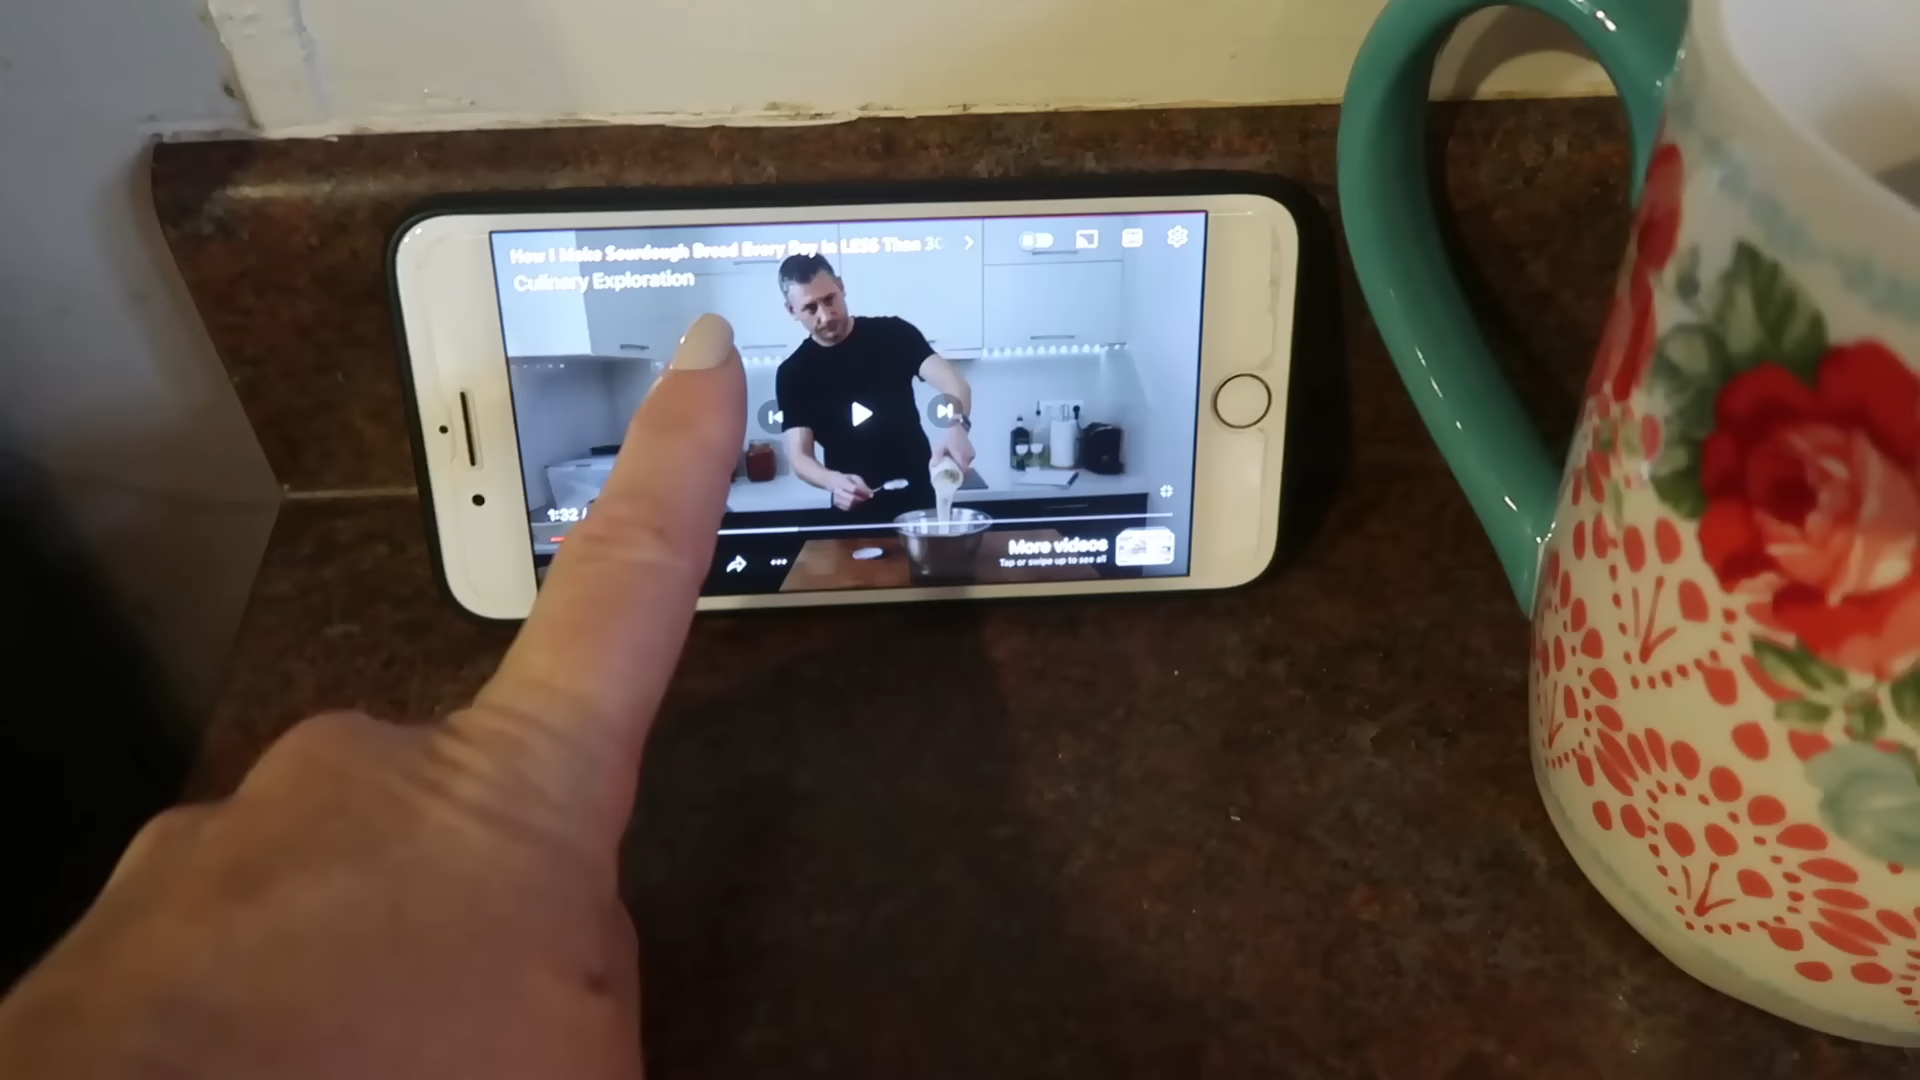 How I Make Sourdough Bread Every Day in LESS Than 30
Culinary Exploration
1:32 /
More videos
Tap or swipe up to see all